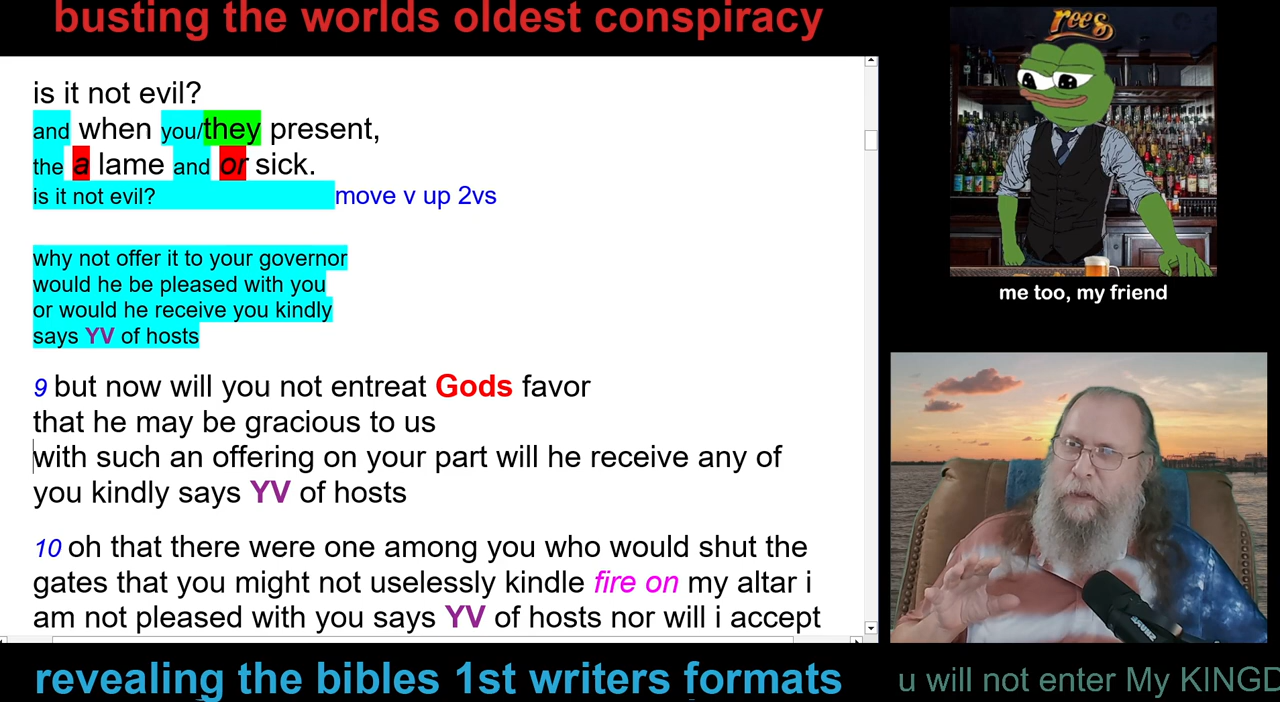 busting the worlds oldest conspiracy
is it not evil?
and when you/they present,
the a lame and or sick.
is it not evil? move v up 2vs
why not offer it to your governor
would he be pleased with you
or would he receive you kindly
says YV of hosts
9 but now will you not entreat Gods favor
that he may be gracious to us
with such an offering on your part will he receive any of
you kindly says YV of hosts
10 oh that there were one among you who would shut the
gates that you might not uselessly kindle fire on my altar i
am not pleased with you says YV of hosts nor will i accept
rees
me too, my friend
revealing the bibles 1st writers formats
u will not enter My KINGD